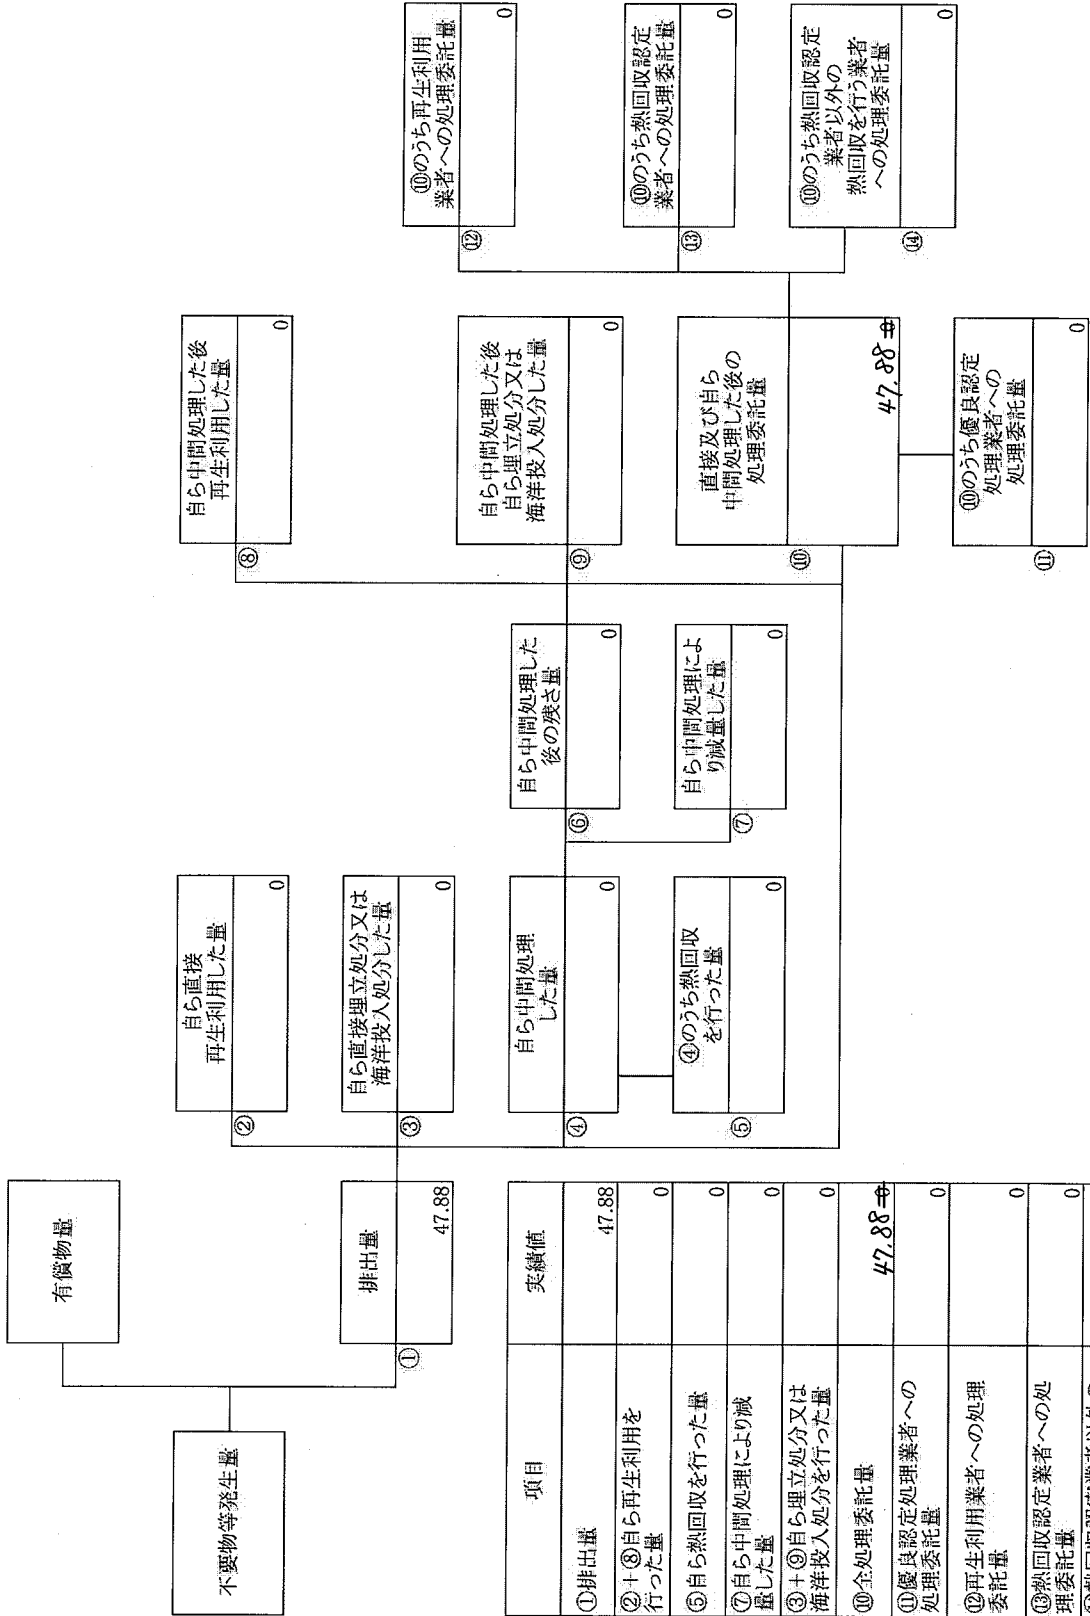 不要物等発生量
有償物量
①
排出量
47.88
②
自ら直接
再生利用した量
0
③
自ら直接埋立処分又は
海洋投入処分した量
0
④
自ら中間処理
した量
0
⑤
④のうち熱回収
を行った量
0
⑥
自ら中間処理した
後の残さ量
0
⑦
自ら中間処理によ
り減量した量
0
⑧
自ら中間処理した後
再生利用した量
0
⑨
自ら中間処理した後
自ら埋立処分又は
海洋投入処分した量
0
⑩
直接及び自ら
中間処理した後の
処理委託量
47.88 0
⑪
⑩のうち優良認定
処理業者への
処理委託量
0
⑫
⑩のうち再生利用
業者への処理委託量
0
⑬
⑩のうち熱回収認定
業者への処理委託量
0
⑭
⑩のうち熱回収認定
業者以外の
熱回収を行う業者
への処理委託量
0
項目 実績値
①排出量 47.88
②+⑧自ら再生利用を
行った量 0
⑤自ら熱回収を行った量 0
⑦自ら中間処理により減
量した量 0
③+⑨自ら埋立処分又は
海洋投入処分を行った量 0
⑩全処理委託量 47.88 0
⑪優良認定処理業者への
処理委託量 0
⑫再生利用業者への処理
委託量 0
⑬熱回収認定業者への処
理委託量 0